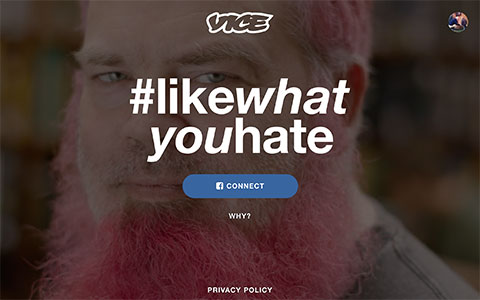 VICE
#likewhat
youhate
CONNECT
WHY?
PRIVACY POLICY